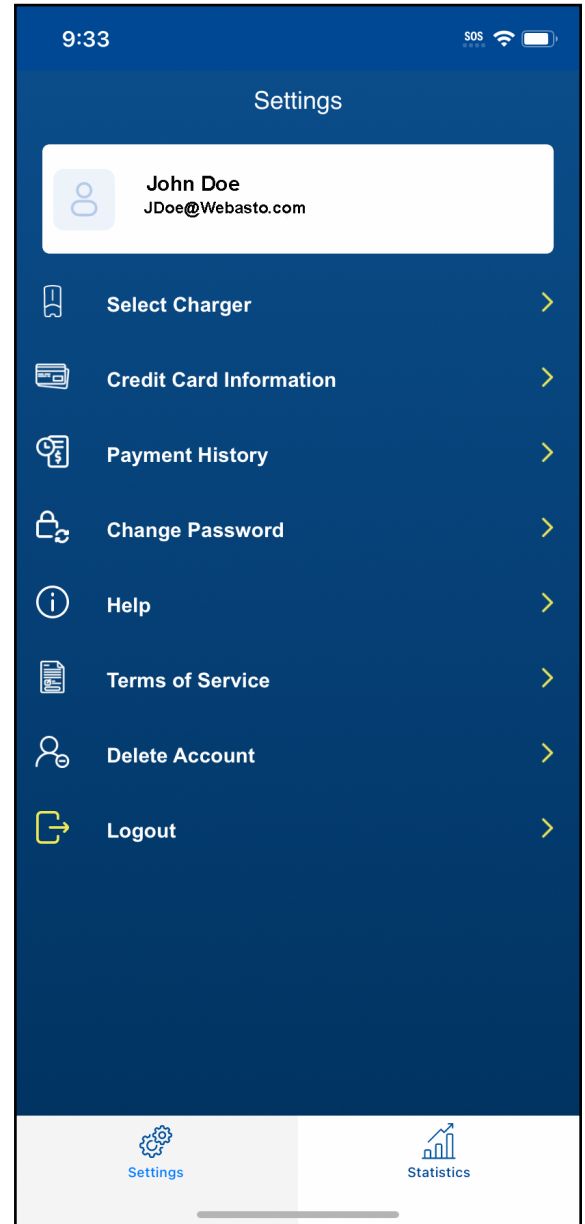 9:33
SOS
Settings
John Doe
JDoe@Webasto.com
Select Charger
Credit Card Information
Payment History
Change Password
Help
Terms of Service
Delete Account
Logout
Settings
Statistics